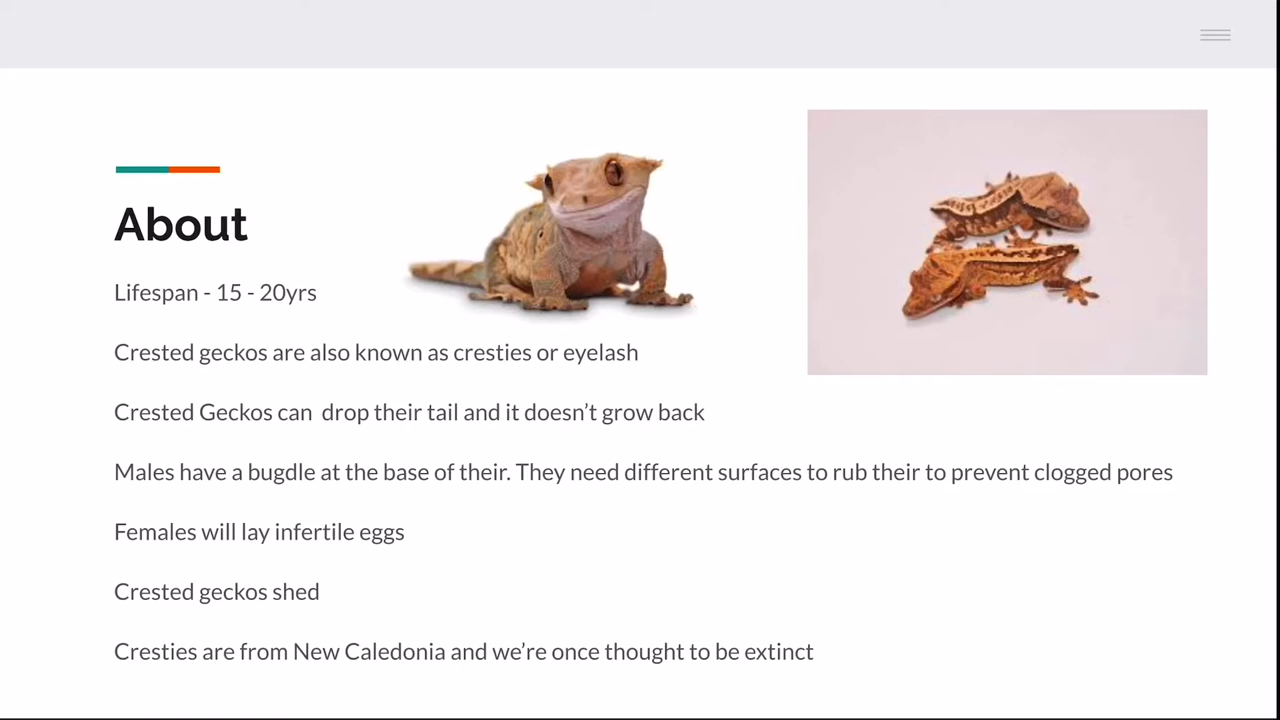 About
Lifespan - 15 - 20yrs
Crested geckos are also known as cresties or eyelash
Crested Geckos can  drop their tail and it doesn’t grow back
Males have a bugdle at the base of their. They need different surfaces to rub their to prevent clogged pores
Females will lay infertile eggs
Crested geckos shed
Cresties are from New Caledonia and we’re once thought to be extinct